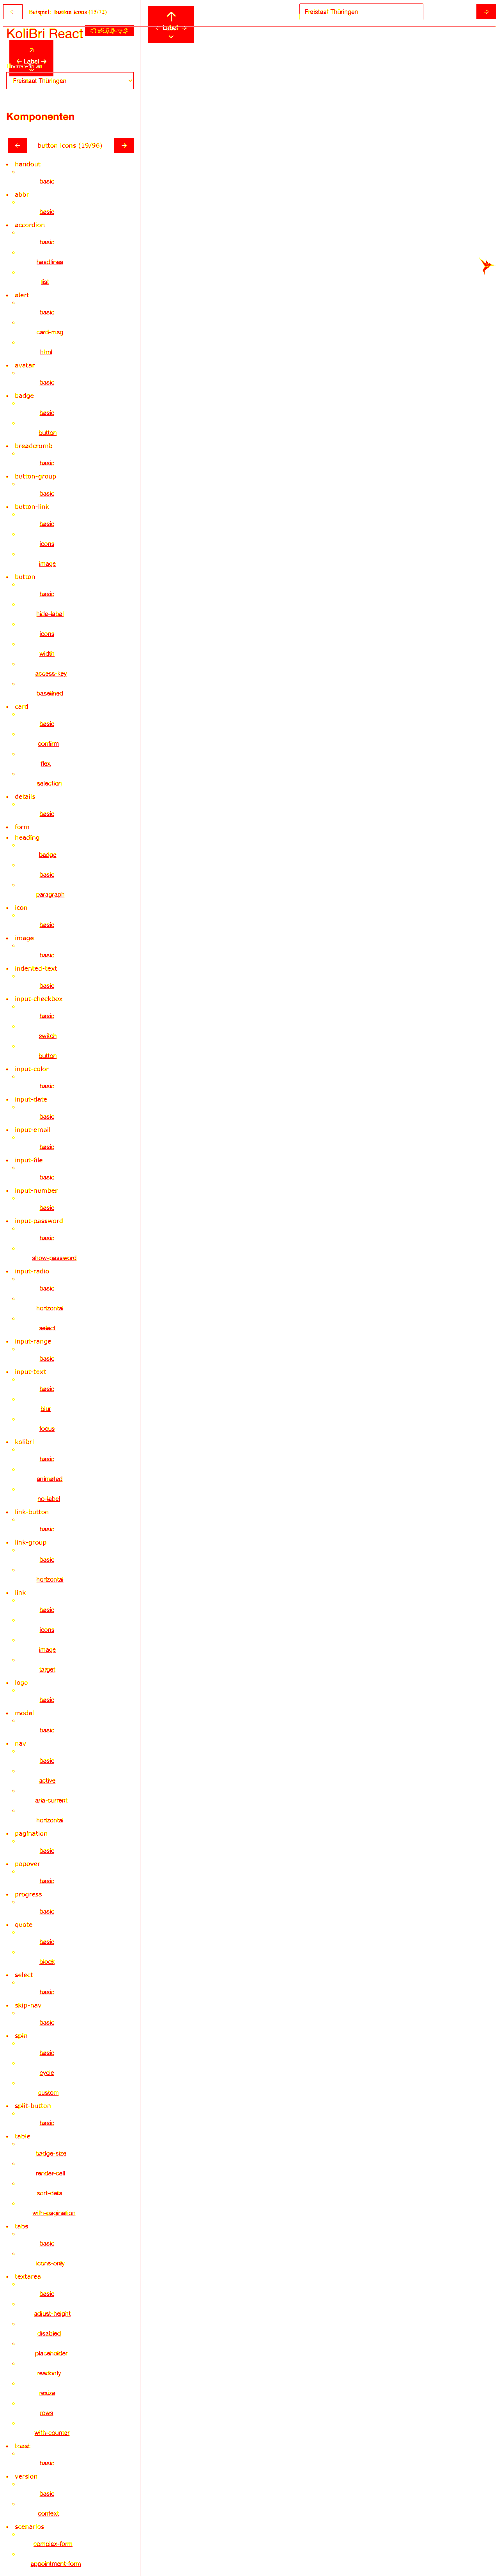 ← Beispiel: button icons (15/72) Freistaat Thüringen →
↑
← Label →
↓
KoliBri React
↗
← Label →
↓
Freistaat Thüringen
Komponenten
← button icons (19/96) →
handout
basic
abbr
basic
accordion
basic
headlines
list
alert
basic
card-msg
html
avatar
basic
badge
basic
button
breadcrumb
basic
button-group
basic
button-link
basic
icons
image
button
basic
hide-label
icons
width
access-key
baselined
card
basic
confirm
flex
selection
details
basic
form
heading
badge
basic
paragraph
icon
basic
image
basic
indented-text
basic
input-checkbox
basic
switch
button
input-color
basic
input-date
basic
input-email
basic
input-file
basic
input-number
basic
input-password
basic
show-password
input-radio
basic
horizontal
select
input-range
basic
input-text
basic
blur
focus
kolibri
basic
animated
no-label
link-button
basic
link-group
basic
horizontal
link
basic
icons
image
target
logo
basic
modal
basic
nav
basic
active
aria-current
horizontal
pagination
basic
popover
basic
progress
basic
quote
basic
block
select
basic
skip-nav
basic
spin
basic
cycle
custom
split-button
basic
table
badge-size
render-cell
sort-data
with-pagination
tabs
basic
icons-only
textarea
basic
adjust-height
disabled
placeholder
readonly
resize
rows
with-counter
toast
basic
version
basic
context
scenarios
complex-form
appointment-form